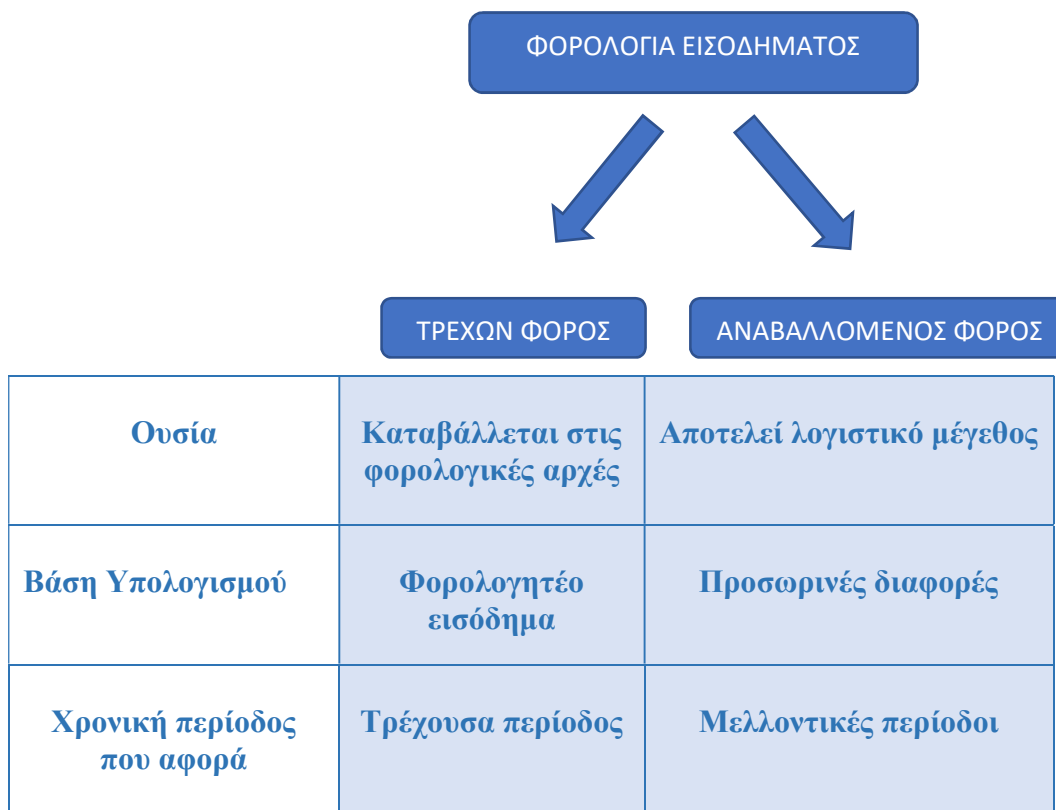 ΦΟΡΟΛΟΓΙΑ ΕΙΣΟΔΗΜΑΤΟΣ
ΤΡΕΧΩΝ ΦΟΡΟΣ
ΑΝΑΒΑΛΛΟΜΕΝΟΣ ΦΟΡΟΣ
Ουσία
Καταβάλλεται στις
φορολογικές αρχές
Αποτελεί λογιστικό μέγεθος
Βάση Υπολογισμού
Φορολογητέο
εισόδημα
Προσωρινές διαφορές
Χρονική περίοδος
που αφορά
Τρέχουσα περίοδος
Μελλοντικές περίοδοι